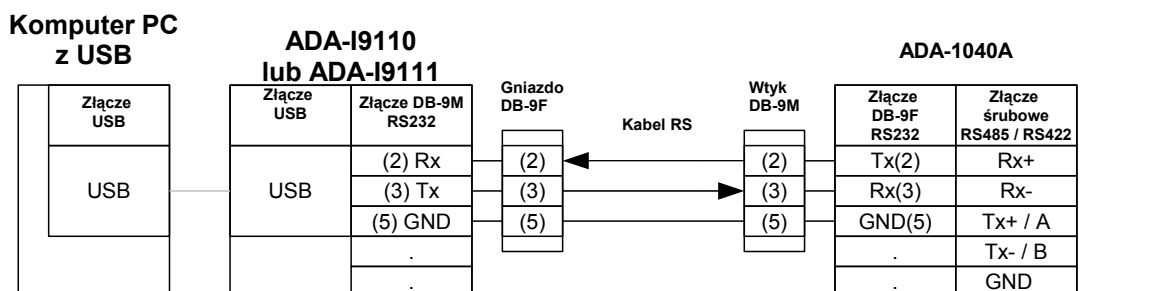 Komputer PC
z USB
ADA-I9110
lub ADA-I9111
ADA-1040A
Złącze
USB
Złącze
USB
Złącze DB-9M
RS232
Gniazdo
DB-9F
Kabel RS
Wtyk
DB-9M
Złącze
DB-9F
RS232
Złącze
śrubowe
RS485 / RS422
USB
USB
(2) Rx
(2)
(2)
Tx(2)
Rx+
(3) Tx
(3)
(3)
Rx(3)
Rx-
(5) GND
(5)
(5)
GND(5)
Tx+ / A
.
Tx- / B
.
.
GND
.